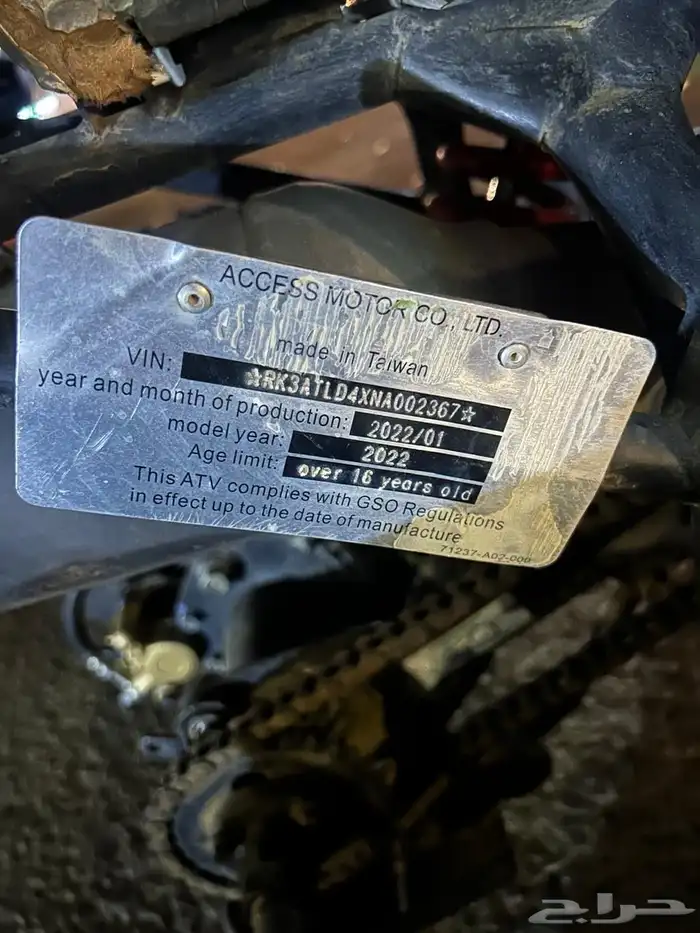 ACCESS MOTOR CO., LTD.
made in Taiwan
VIN: ☆RK3ATLD4XNA002367☆
year and month of production: 2022/01
model year: 2022
Age limit: over 16 years old
This ATV complies with GSO Regulations
in effect up to the date of manufacture
71237-A02-000
حراج